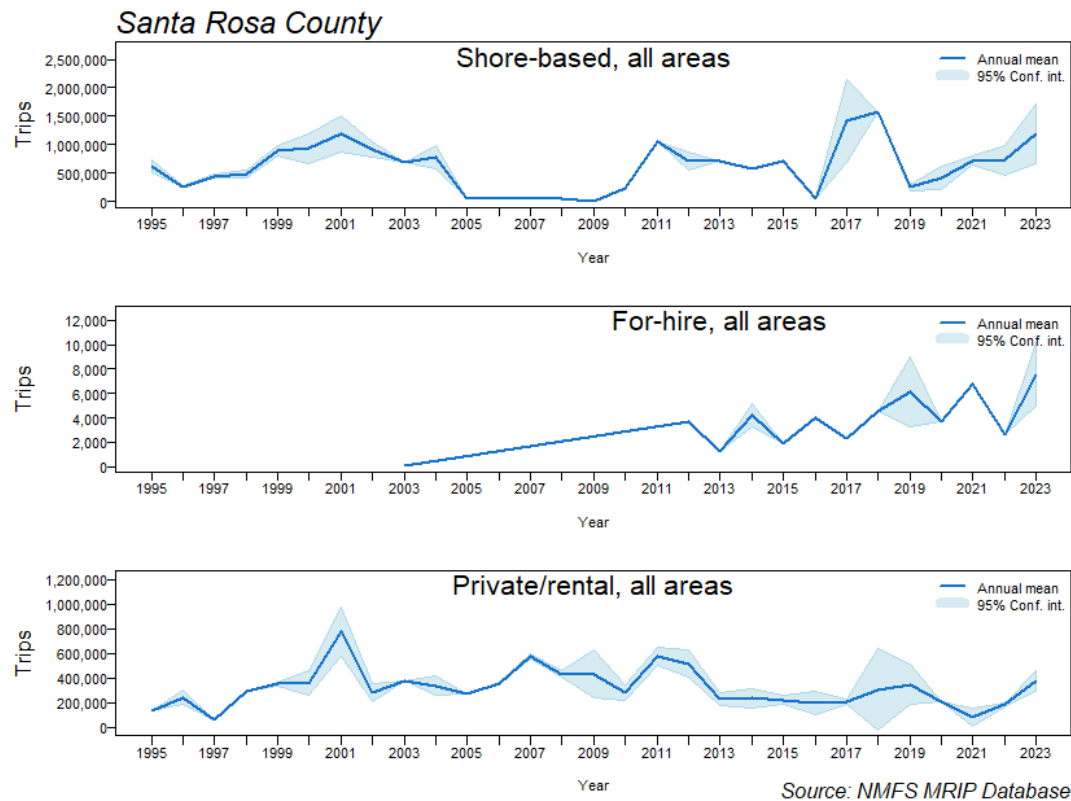 Santa Rosa County
Shore-based, all areas
Annual mean
95% Conf. int.
Trips
2,500,000
2,000,000
1,500,000
1,000,000
500,000
0
1995 1997 1999 2001 2003 2005 2007 2009 2011 2013 2015 2017 2019 2021 2023
Year
For-hire, all areas
Annual mean
95% Conf. int.
Trips
12,000
10,000
8,000
6,000
4,000
2,000
0
1995 1997 1999 2001 2003 2005 2007 2009 2011 2013 2015 2017 2019 2021 2023
Year
Private/rental, all areas
Annual mean
95% Conf. int.
Trips
1,200,000
1,000,000
800,000
600,000
400,000
200,000
0
1995 1997 1999 2001 2003 2005 2007 2009 2011 2013 2015 2017 2019 2021 2023
Year
Source: NMFS MRIP Database